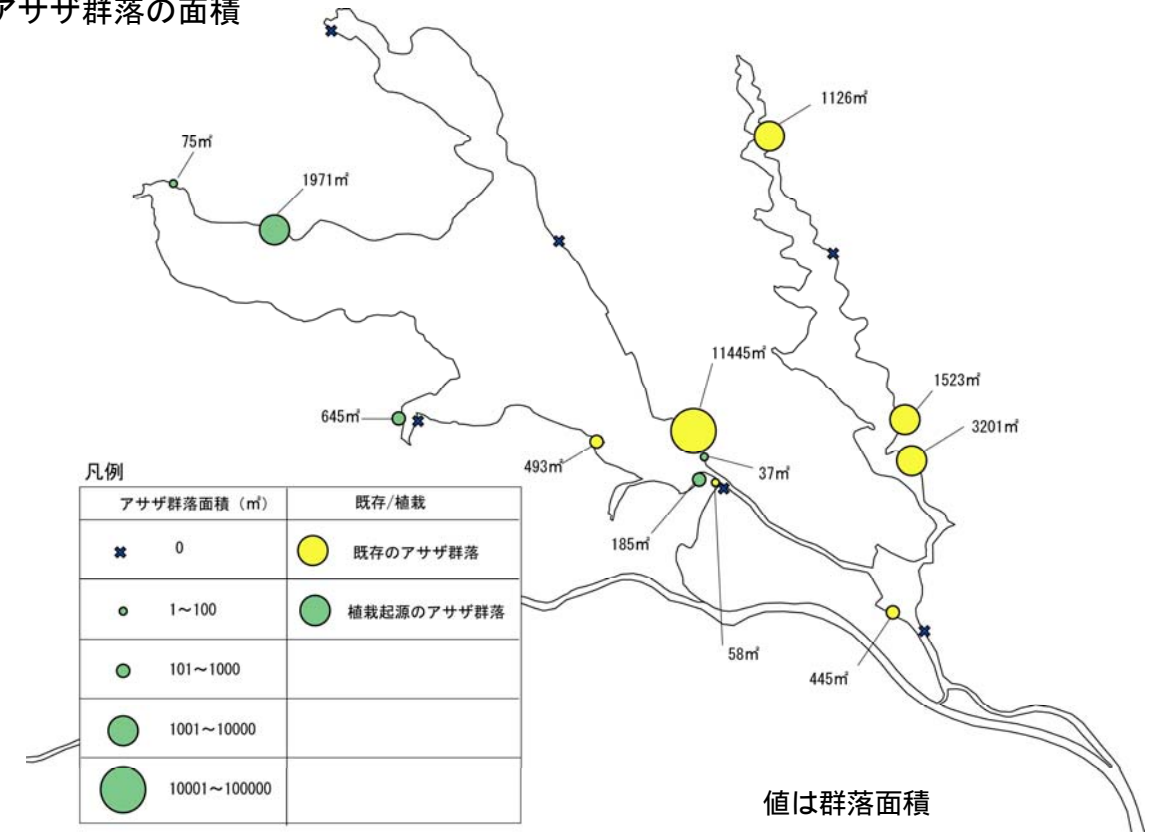 アサザ群落の面積
1126㎡
75㎡
1971㎡
11445㎡
1523㎡
645㎡
3201㎡
493㎡
37㎡
185㎡
58㎡
445㎡
凡例
アサザ群落面積（㎡） 既存/植栽
0 既存のアサザ群落
1～100 植栽起源のアサザ群落
101～1000
1001～10000
10001～100000
値は群落面積